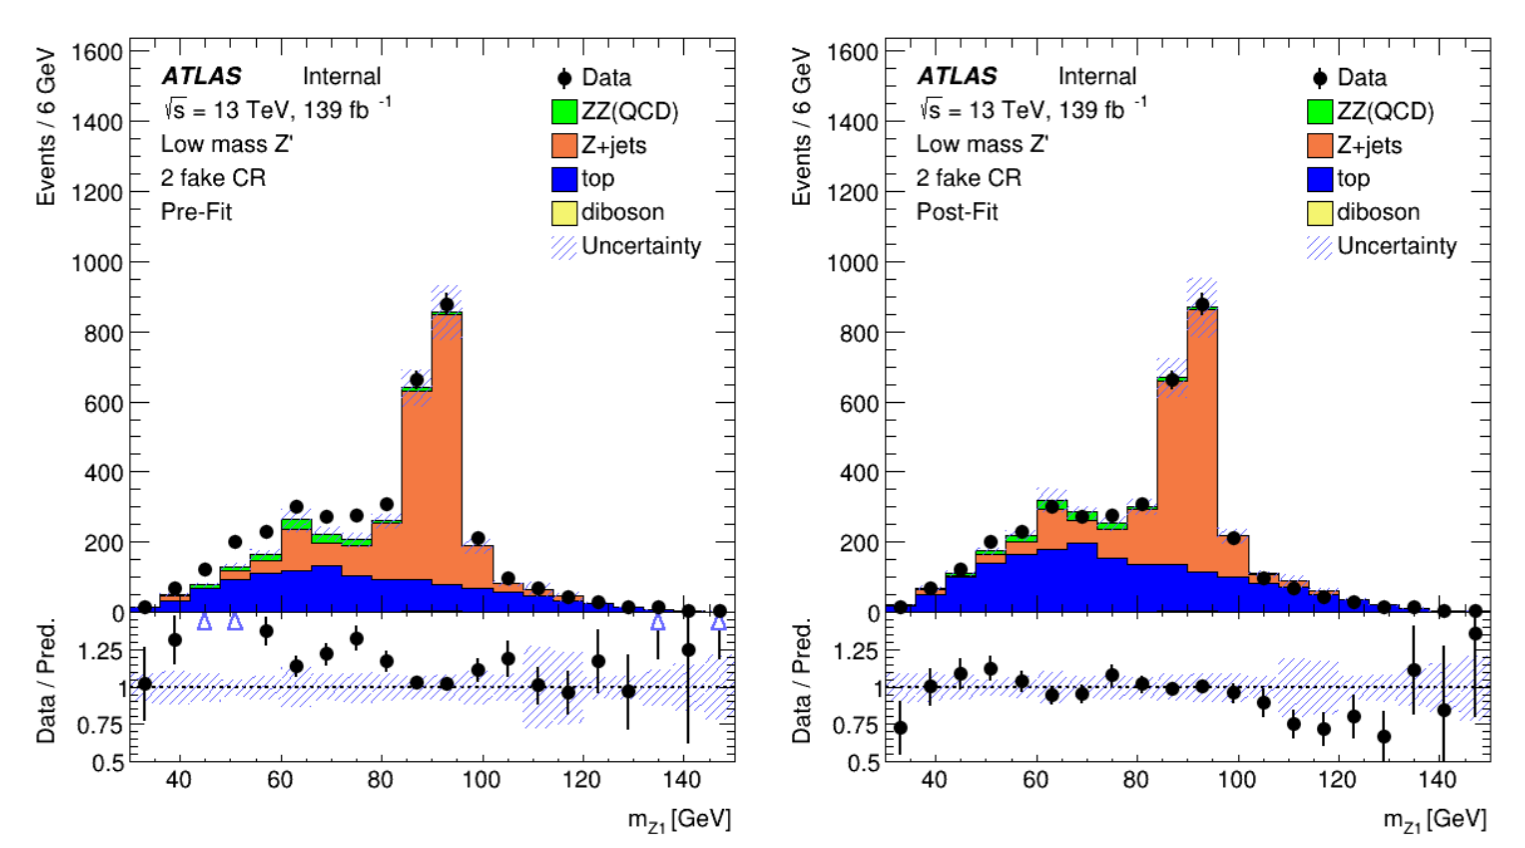 Events / 6 GeV
1600
1400
1200
1000
800
600
400
200
0
ATLAS Internal
√s = 13 TeV, 139 fb -1
Low mass Z'
2 fake CR
Pre-Fit
Data
ZZ(QCD)
Z+jets
top
diboson
Uncertainty
Data / Pred.
1.25
1
0.75
0.5
40 60 80 100 120 140
mZ1 [GeV]
Events / 6 GeV
1600
1400
1200
1000
800
600
400
200
0
ATLAS Internal
√s = 13 TeV, 139 fb -1
Low mass Z'
2 fake CR
Post-Fit
Data
ZZ(QCD)
Z+jets
top
diboson
Uncertainty
Data / Pred.
1.25
1
0.75
0.5
40 60 80 100 120 140
mZ1 [GeV]